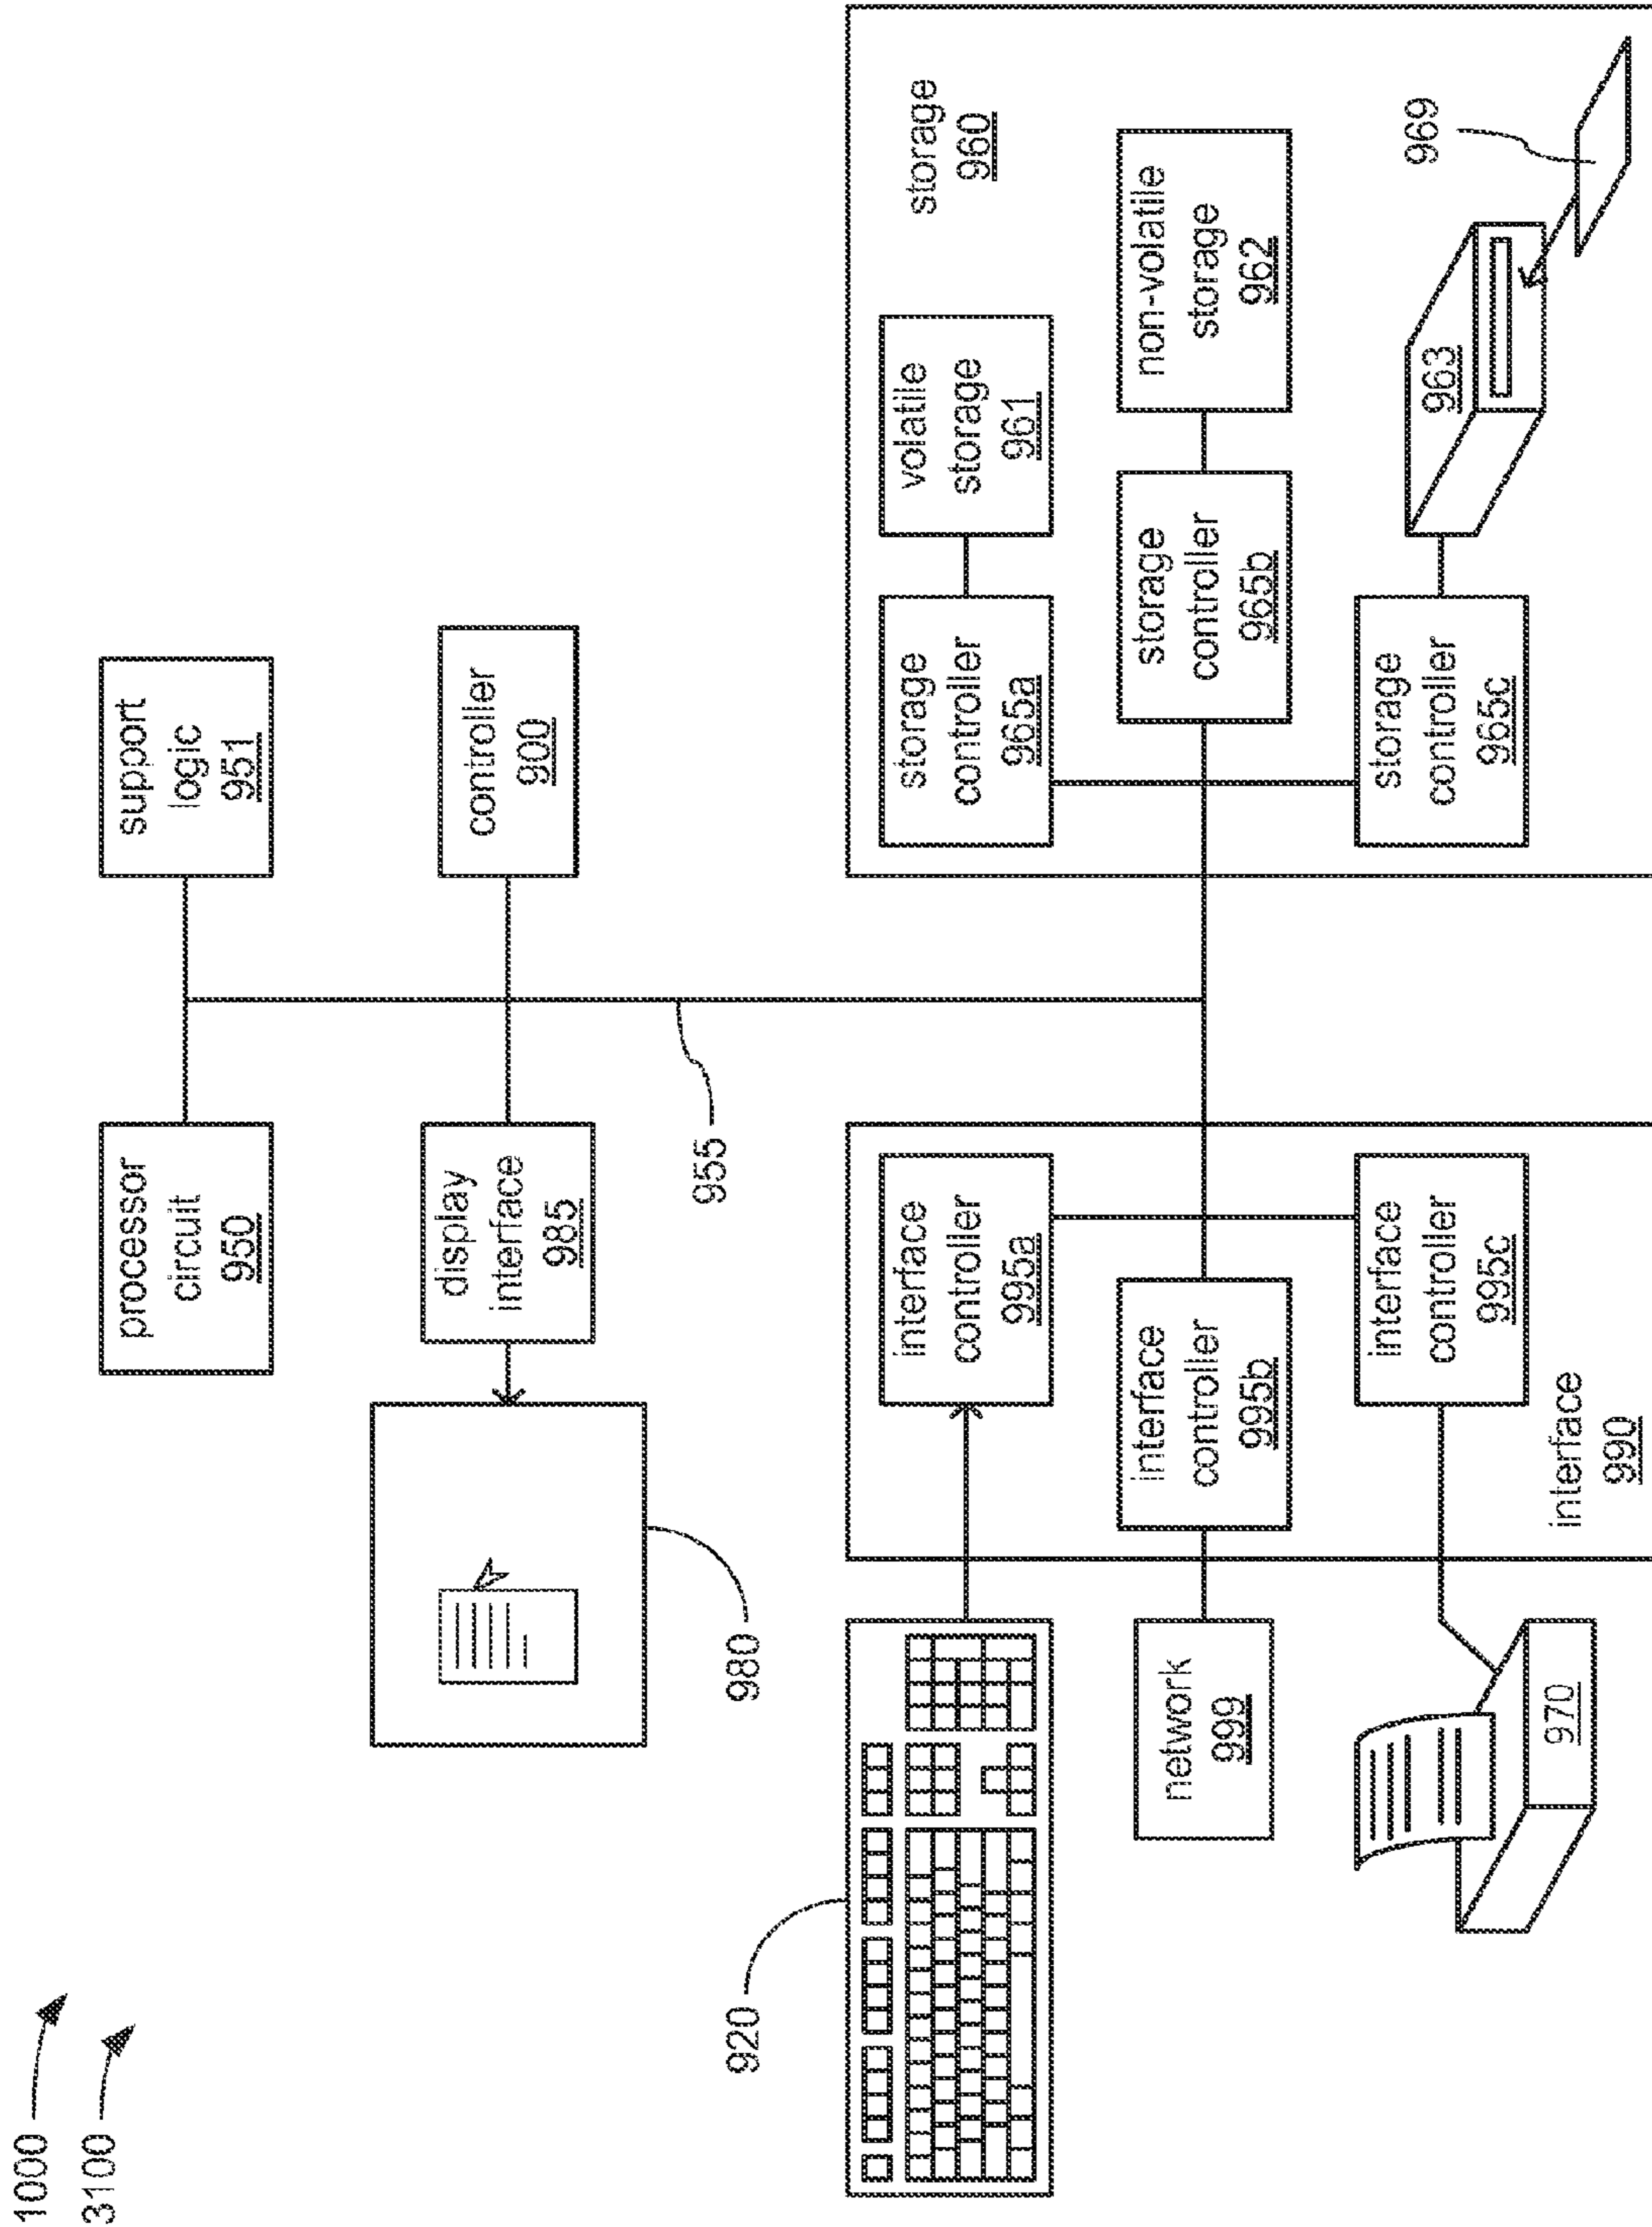 1000
3100
processor
circuit
950
support
logic
951
display
interface
985
controller
900
980
955
920
interface
controller
995a
network
999
interface
controller
995b
interface
controller
995c
970
interface
990
storage
960
storage
controller
965a
volatile
storage
961
storage
controller
965b
non-volatile
storage
962
storage
controller
965c
963
969